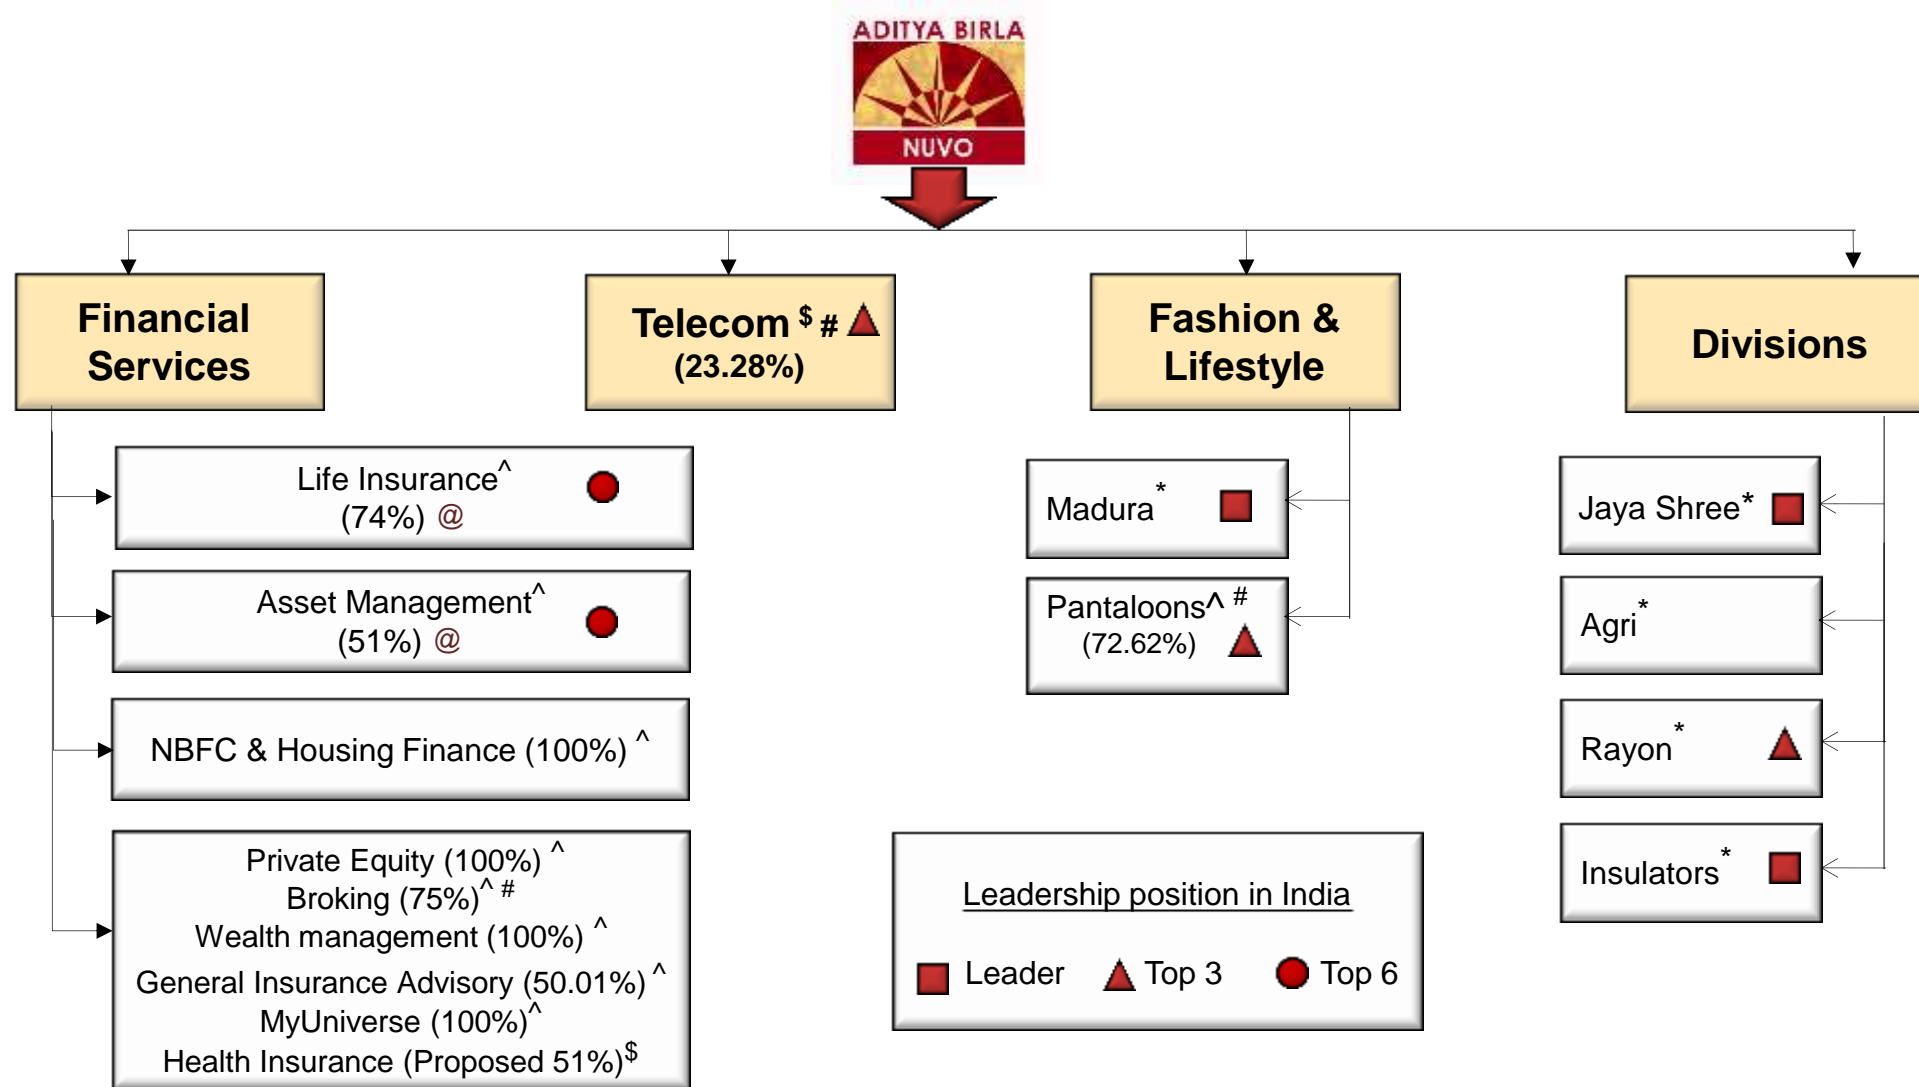 ADITYA BIRLA
NUVO
Financial
Services
Telecom $ #
(23.28%)
Fashion &
Lifestyle
Divisions
Life Insurance^
(74%) @
Asset Management^
(51%) @
NBFC & Housing Finance (100%) ^
Private Equity (100%) ^
Broking (75%)^ #
Wealth management (100%) ^
General Insurance Advisory (50.01%) ^
MyUniverse (100%)^
Health Insurance (Proposed 51%)$
Madura*
Pantaloons^ #
(72.62%)
Jaya Shree*
Agri*
Rayon*
Insulators*
Leadership position in India
Leader
Top 3
Top 6